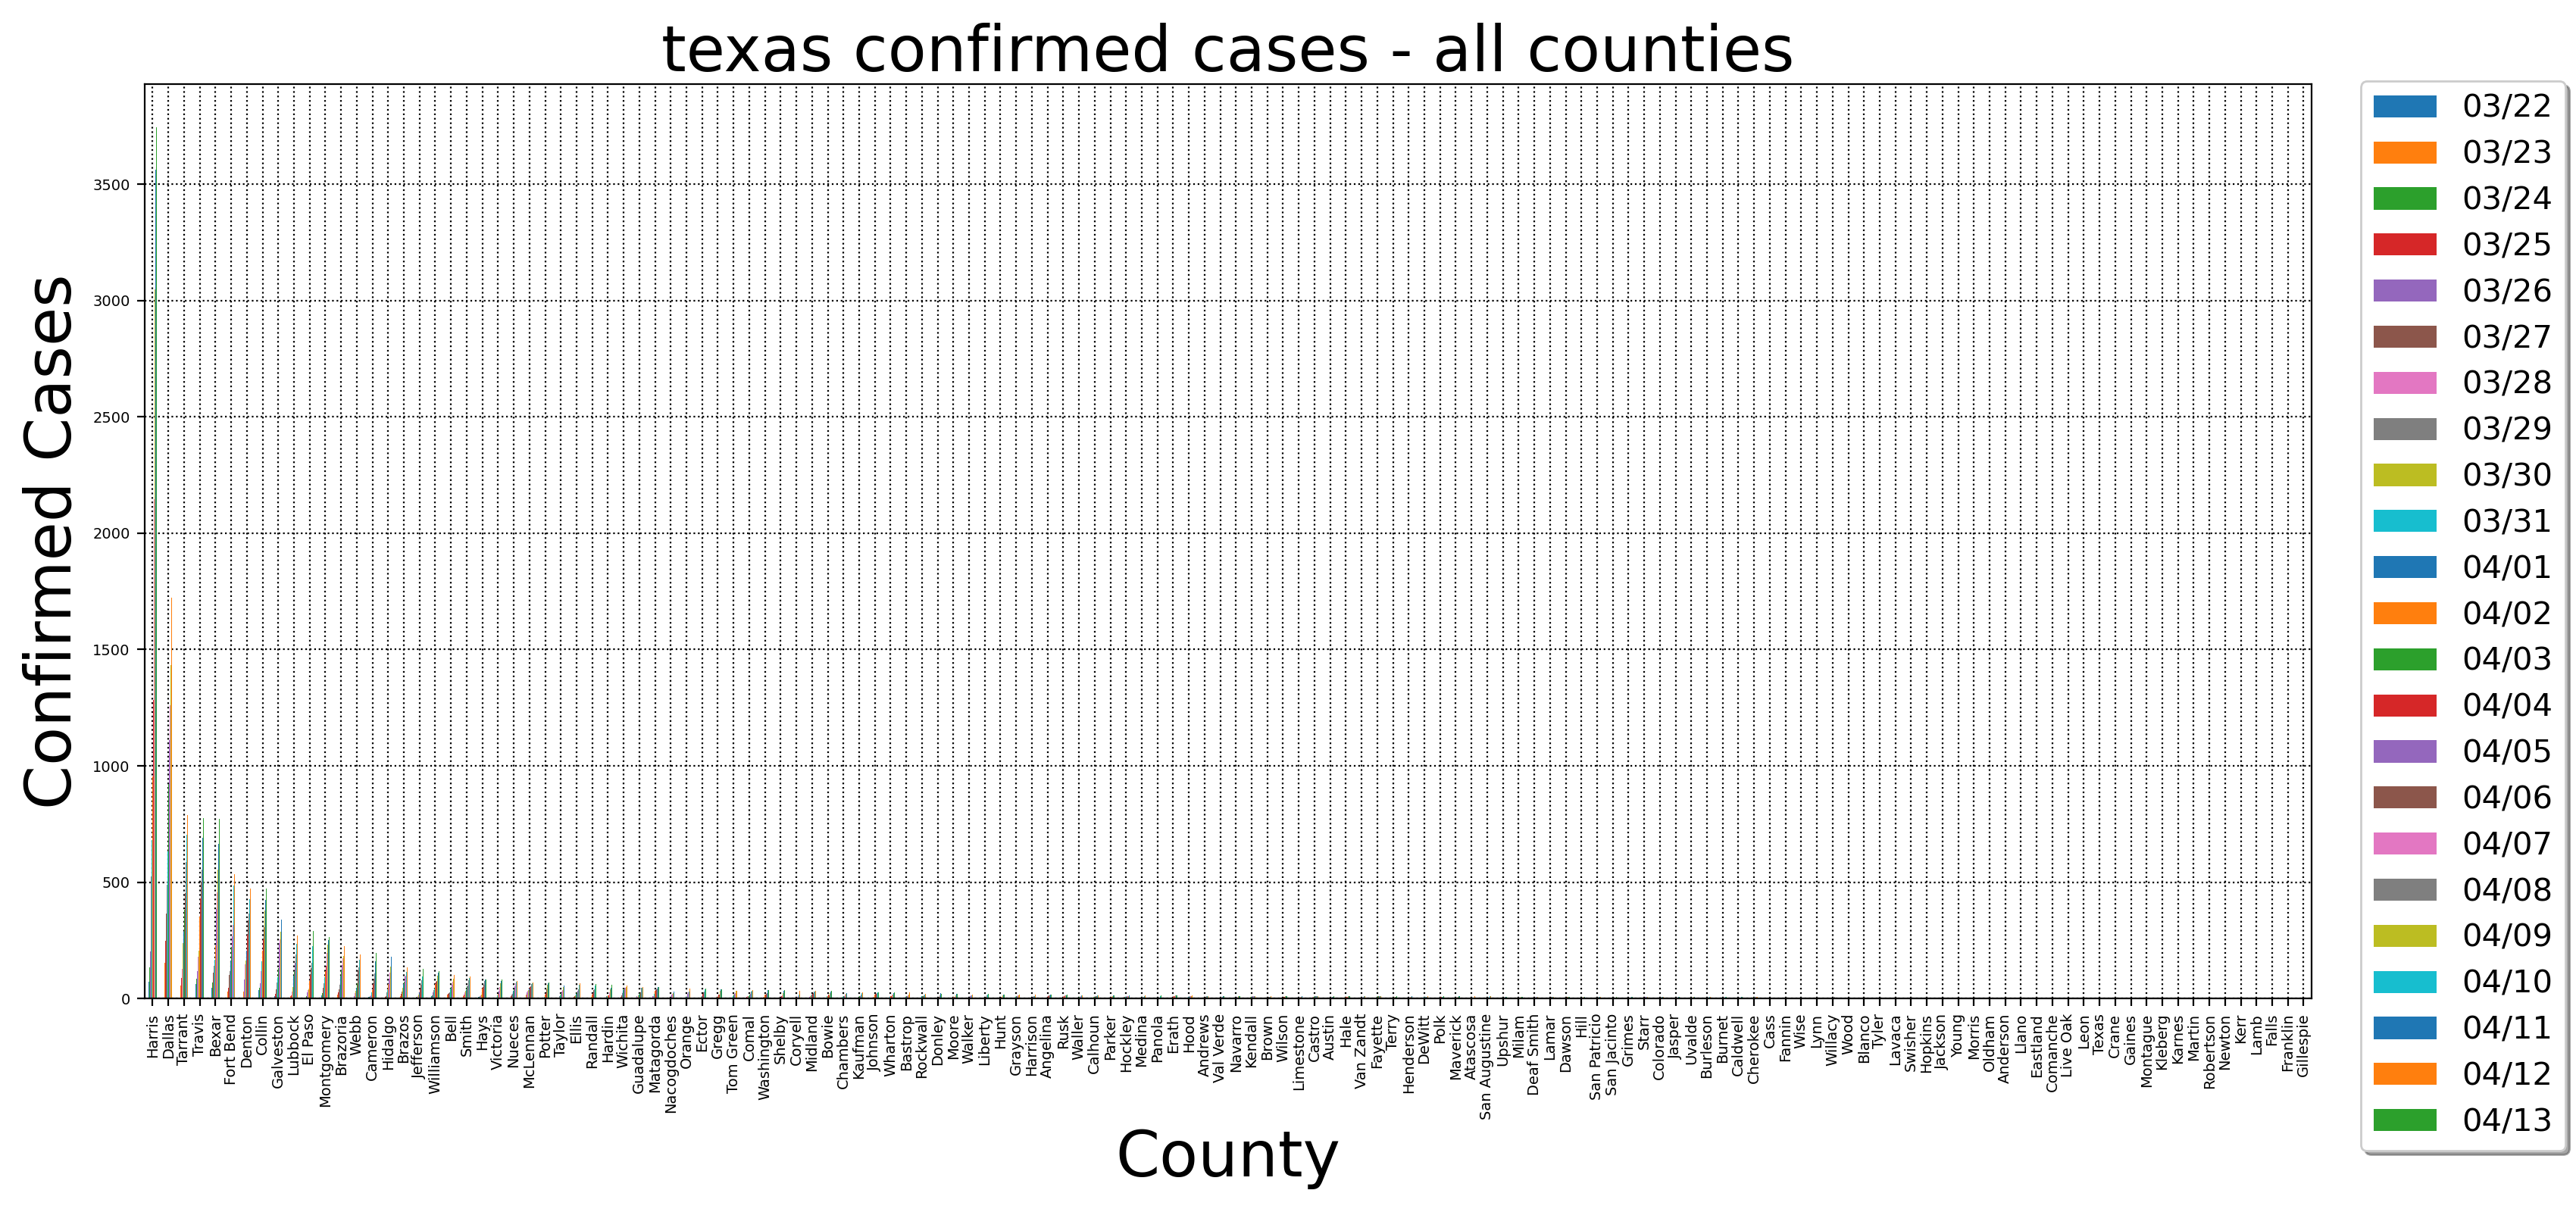 texas confirmed cases - all counties
Confirmed Cases
3500
3000
2500
2000
1500
1000
500
0
Harris
Dallas
Tarrant
Travis
Bexar
Fort Bend
Denton
Collin
Galveston
Lubbock
El Paso
Montgomery
Brazoria
Webb
Cameron
Hidalgo
Brazos
Jefferson
Williamson
Bell
Smith
Hays
Victoria
Nueces
McLennan
Potter
Taylor
Ellis
Randall
Hardin
Wichita
Guadalupe
Matagorda
Nacogdoches
Orange
Ector
Gregg
Tom Green
Comal
Washington
Shelby
Coryell
Midland
Bowie
Chambers
Kaufman
Johnson
Wharton
Bastrop
Rockwall
Donley
Moore
Walker
Liberty
Hunt
Grayson
Harrison
Angelina
Rusk
Waller
Calhoun
Parker
Hockley
Medina
Panola
Erath
Hood
Andrews
Val Verde
Navarro
Kendall
Brown
Wilson
Limestone
Castro
Austin
Hale
Van Zandt
Fayette
Terry
Henderson
DeWitt
Polk
Maverick
Atascosa
San Augustine
Upshur
Milam
Deaf Smith
Lamar
Dawson
Hill
San Patricio
San Jacinto
Grimes
Starr
Colorado
Jasper
Uvalde
Burleson
Burnet
Caldwell
Cherokee
Cass
Fannin
Wise
Lynn
Willacy
Wood
Blanco
Tyler
Lavaca
Swisher
Hopkins
Jackson
Young
Morris
Oldham
Anderson
Llano
Eastland
Comanche
Live Oak
Leon
Texas
Crane
Gaines
Montague
Kleberg
Karnes
Martin
Robertson
Newton
Kerr
Lamb
Falls
Franklin
Gillespie
County
03/22
03/23
03/24
03/25
03/26
03/27
03/28
03/29
03/30
03/31
04/01
04/02
04/03
04/04
04/05
04/06
04/07
04/08
04/09
04/10
04/11
04/12
04/13